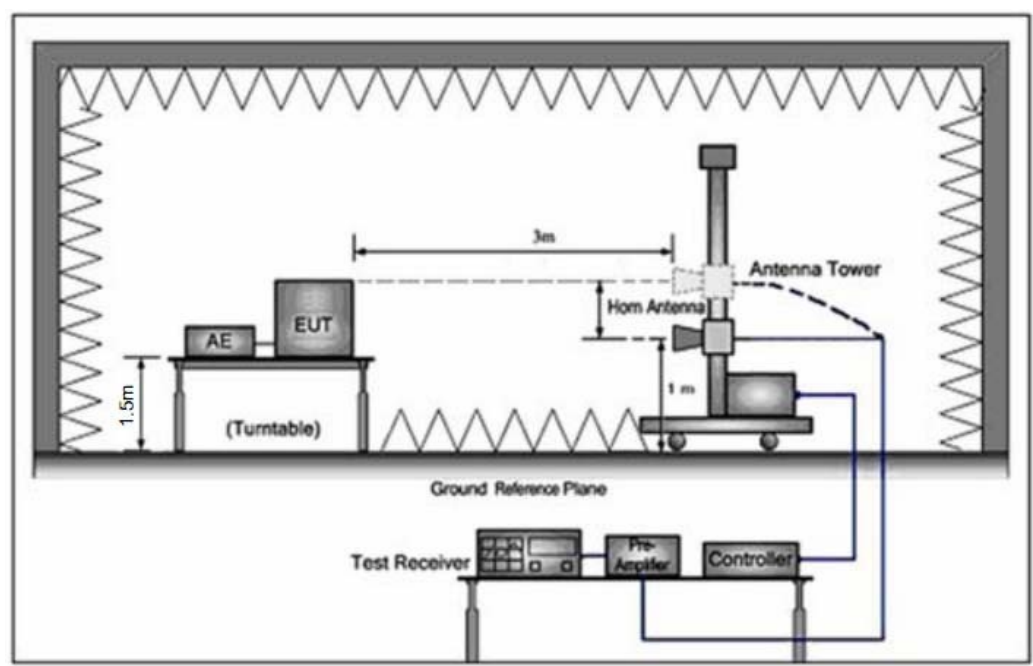 3m
Antenna Tower
Horn Antenna
EUT
AE
1 m
1.5m
(Turntable)
Ground Reference Plane
Test Receiver
Pre-
Amplifier
Controller